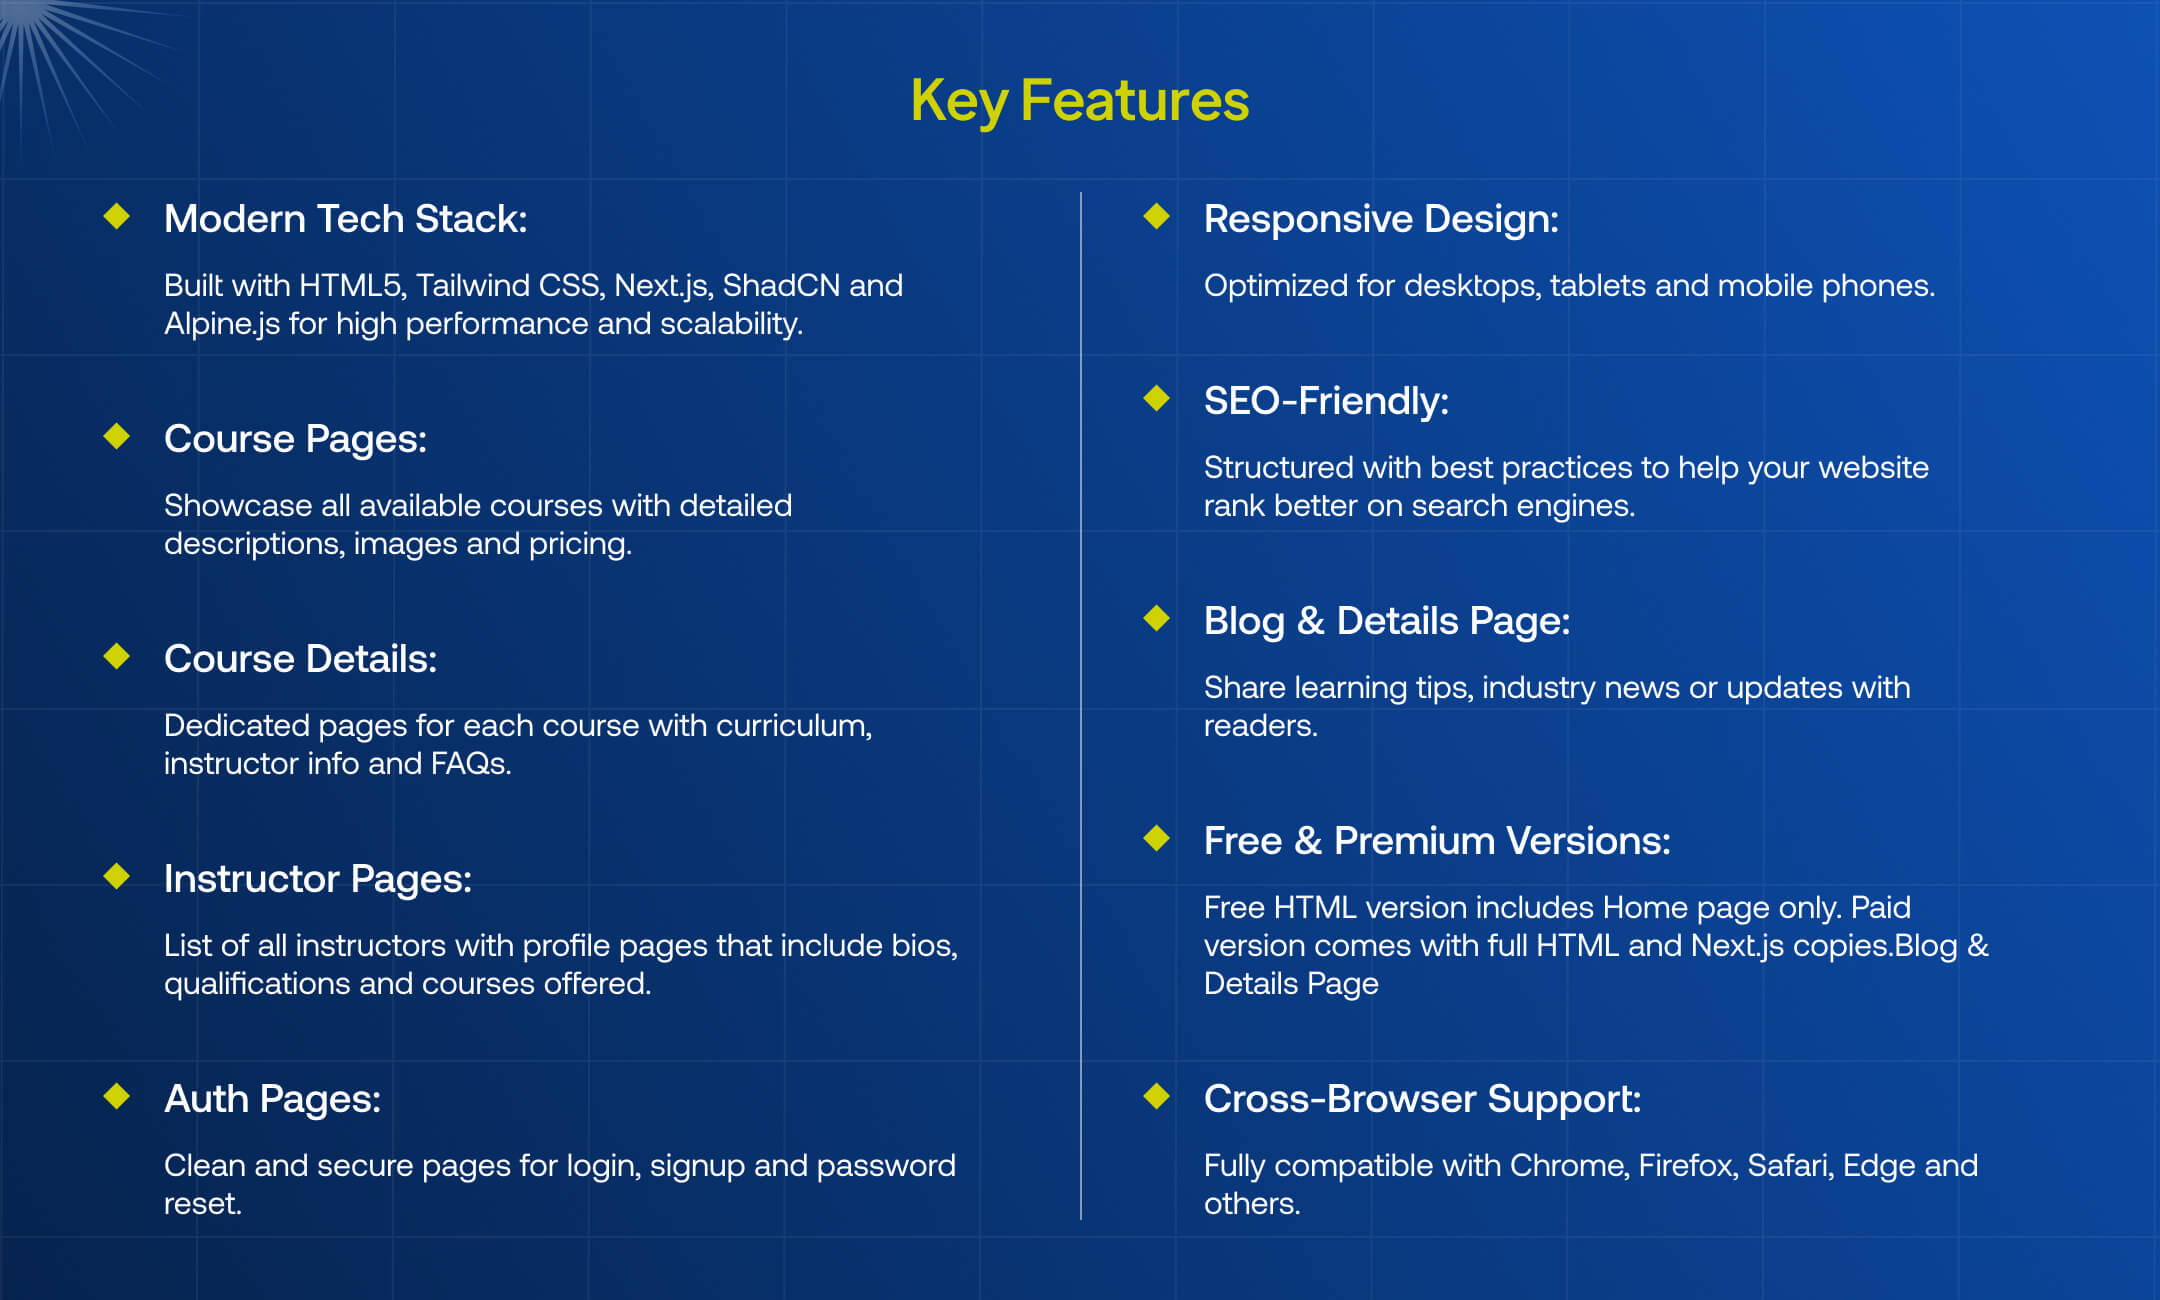 Key Features
Modern Tech Stack:
Built with HTML5, Tailwind CSS, Next.js, ShadCN and
Alpine.js for high performance and scalability.
Course Pages:
Showcase all available courses with detailed
descriptions, images and pricing.
Course Details:
Dedicated pages for each course with curriculum,
instructor info and FAQs.
Instructor Pages:
List of all instructors with profile pages that include bios,
qualifications and courses offered.
Auth Pages:
Clean and secure pages for login, signup and password
reset.
Responsive Design:
Optimized for desktops, tablets and mobile phones.
SEO-Friendly:
Structured with best practices to help your website
rank better on search engines.
Blog & Details Page:
Share learning tips, industry news or updates with
readers.
Free & Premium Versions:
Free HTML version includes Home page only. Paid
version comes with full HTML and Next.js copies.Blog &
Details Page
Cross-Browser Support:
Fully compatible with Chrome, Firefox, Safari, Edge and
others.